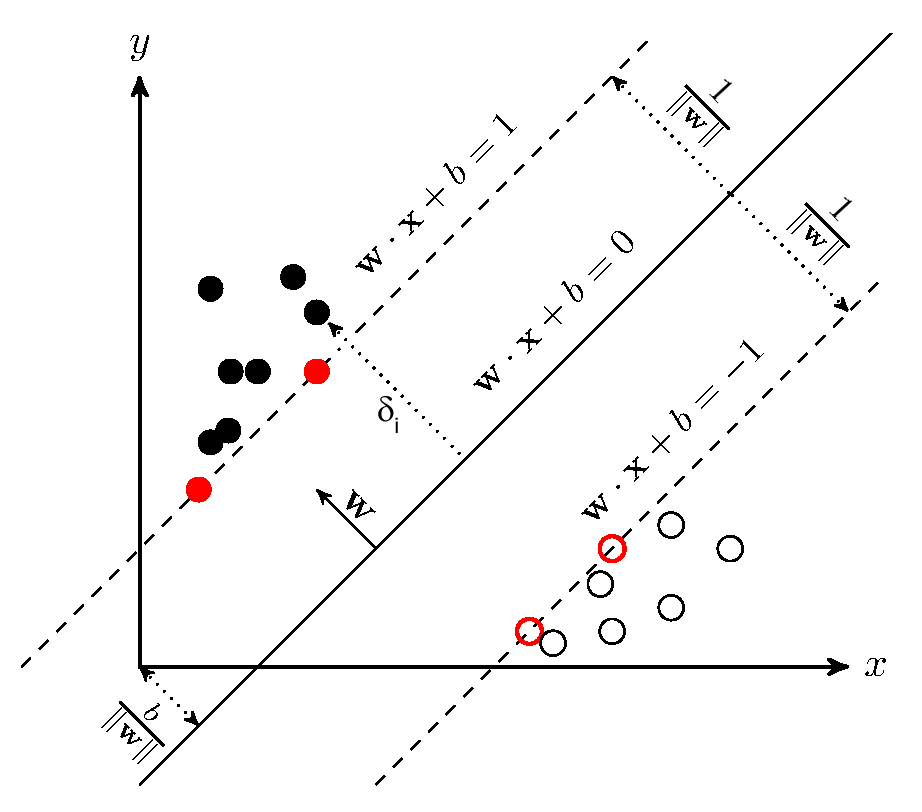 y
1
‖w‖
w · x + b = 1
1
‖w‖
w · x + b = 0
w · x + b = −1
δi
w
x
b
‖w‖